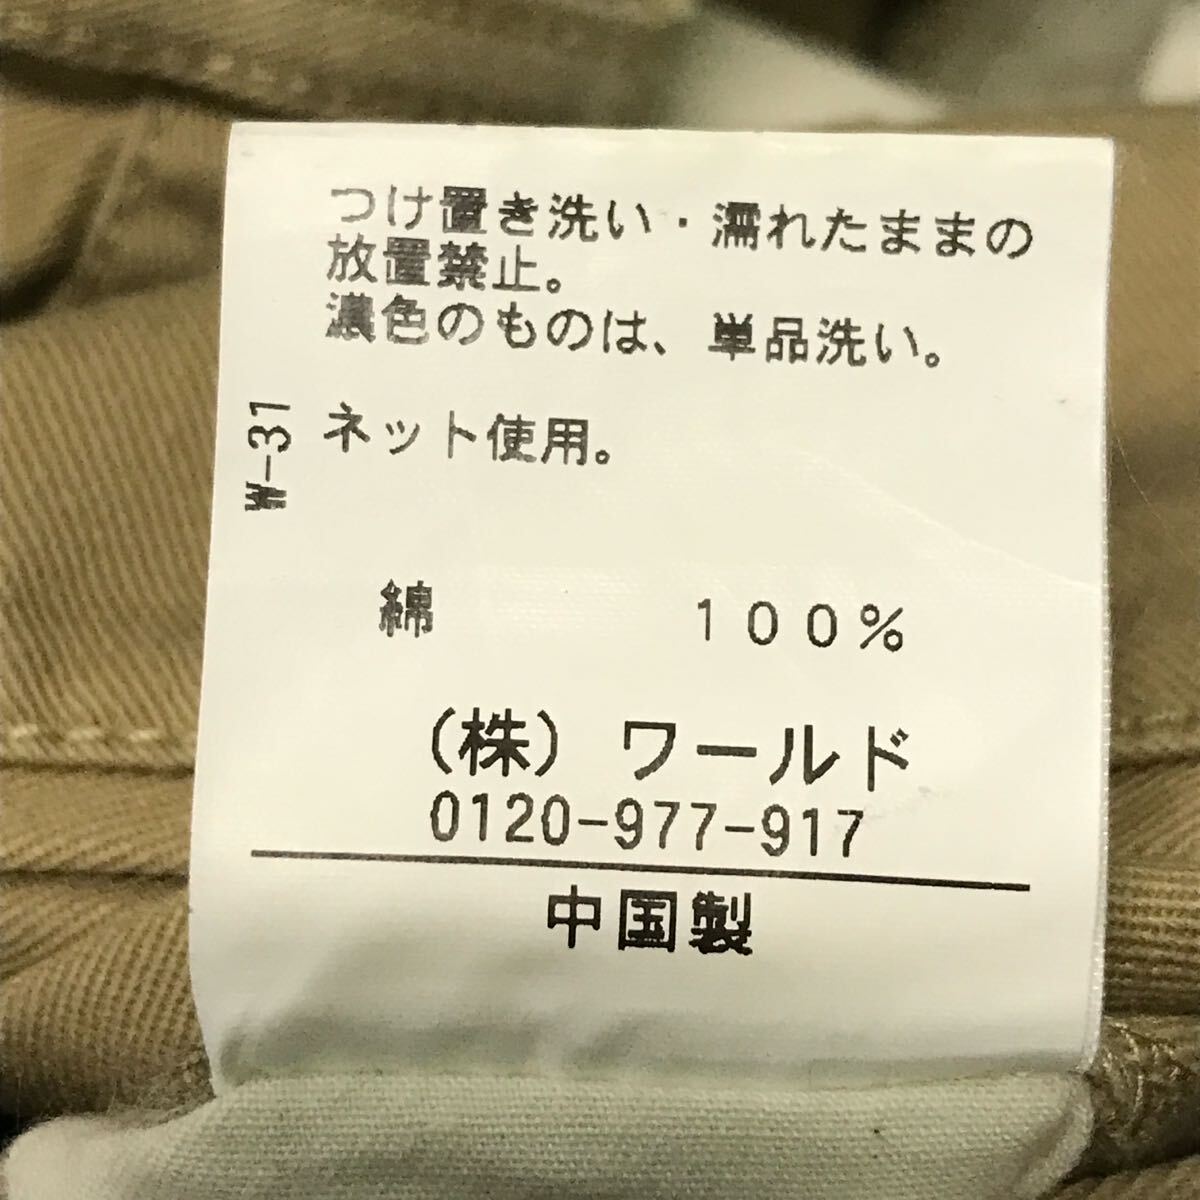 つけ置き洗い・濡れたままの
放置禁止。
濃色のものは、単品洗い。
ネット使用。
W-31
綿 100%
(株) ワールド
0120-977-917
中国製